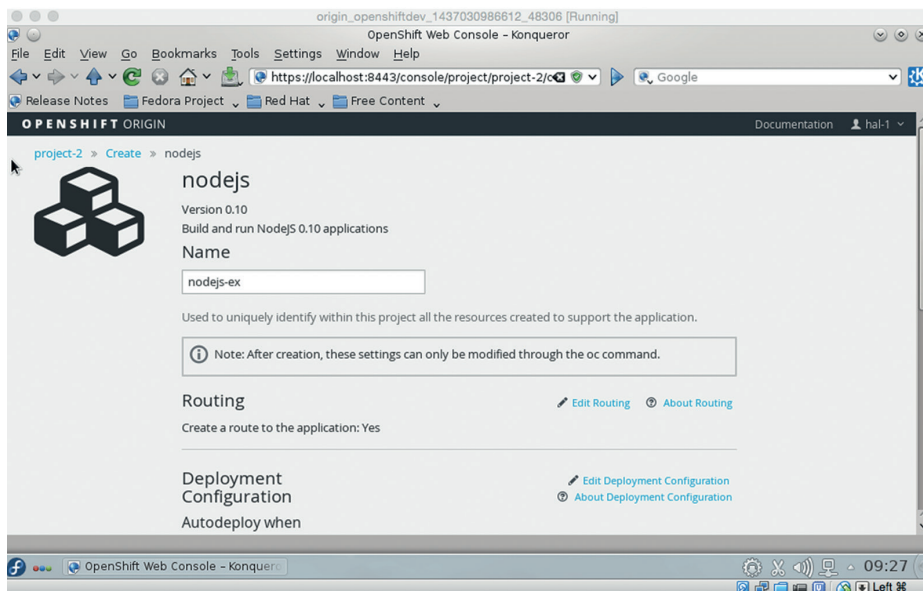 origin_openshiftdev_1437030986612_48306 [Running]
OpenShift Web Console – Konqueror
File Edit View Go Bookmarks Tools Settings Window Help
https://localhost:8443/console/project/project-2/c
Google
Release Notes Fedora Project Red Hat Free Content
OPENSHIFT ORIGIN Documentation hal-1
project-2 » Create » nodejs
nodejs
Version 0.10
Build and run NodeJS 0.10 applications
Name
nodejs-ex
Used to uniquely identify within this project all the resources created to support the application.
Note: After creation, these settings can only be modified through the oc command.
Routing Edit Routing About Routing
Create a route to the application: Yes
Deployment Configuration
Edit Deployment Configuration
About Deployment Configuration
Autodeploy when
OpenShift Web Console – Konquero 09:27
Left ⌘